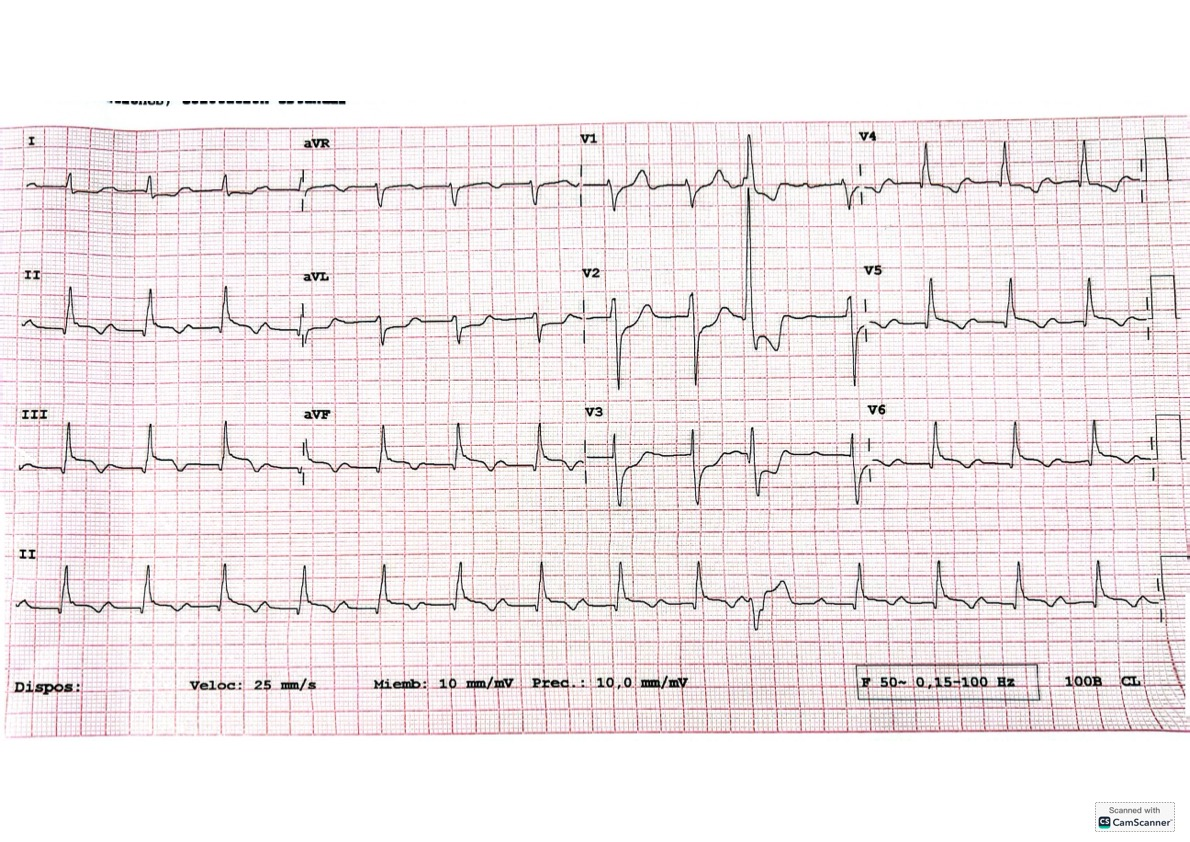 I aVR V1 V4
II aVL V2 V5
III aVF V3 V6
II
Dispos: Veloc: 25 mm/s Miemb: 10 mm/mV Prec.: 10,0 mm/mV F 50~ 0,15-100 Hz 100B CL
Scanned with
CS CamScanner